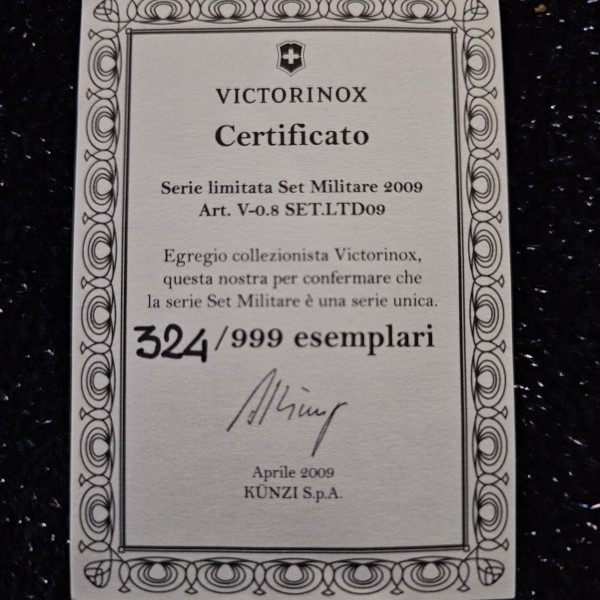 VICTORINOX
Certificato
Serie limitata Set Militare 2009
Art. V-0.8 SET.LTD09
Egregio collezionista Victorinox,
questa nostra per confermare che
la serie Set Militare è una serie unica.
324/999 esemplari
Aprile 2009
KÜNZI S.p.A.